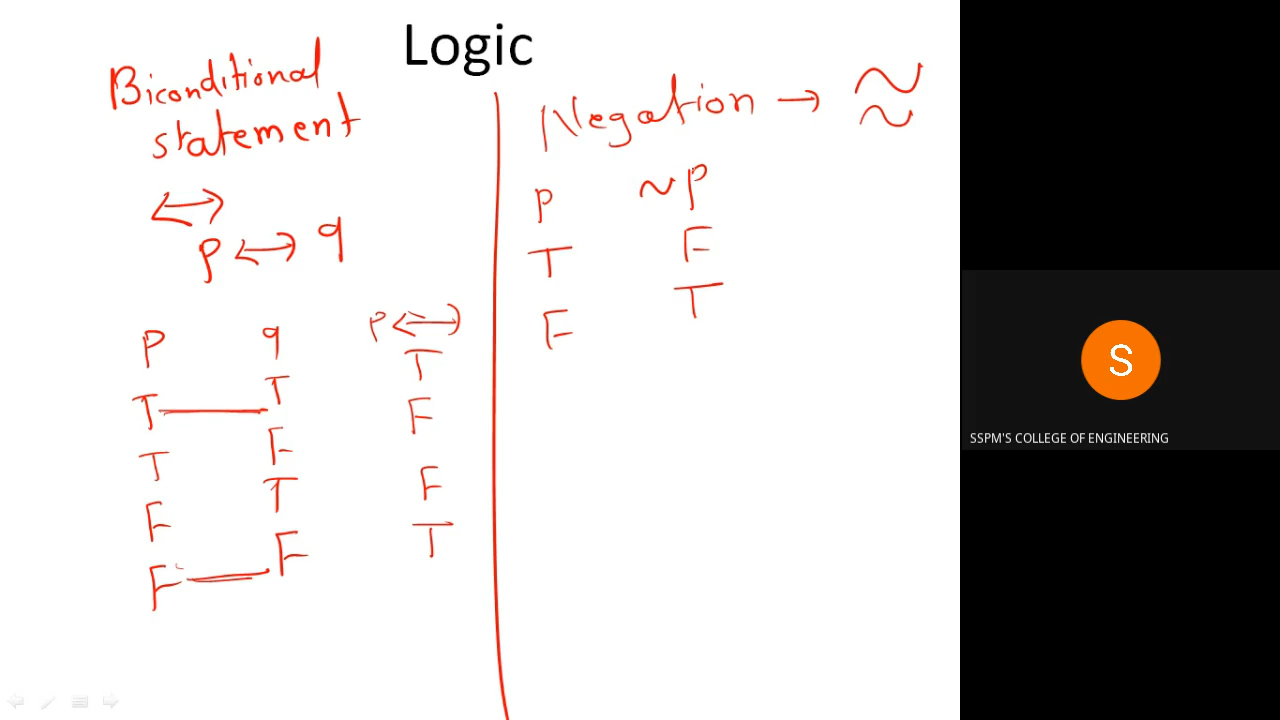 Logic
Biconditional
statement
↔
p ↔ q
p q p ↔
T T T
T F F
F T F
F F T
Negation → ~
~
p ~p
T F
F T
S
SSPM'S COLLEGE OF ENGINEERING